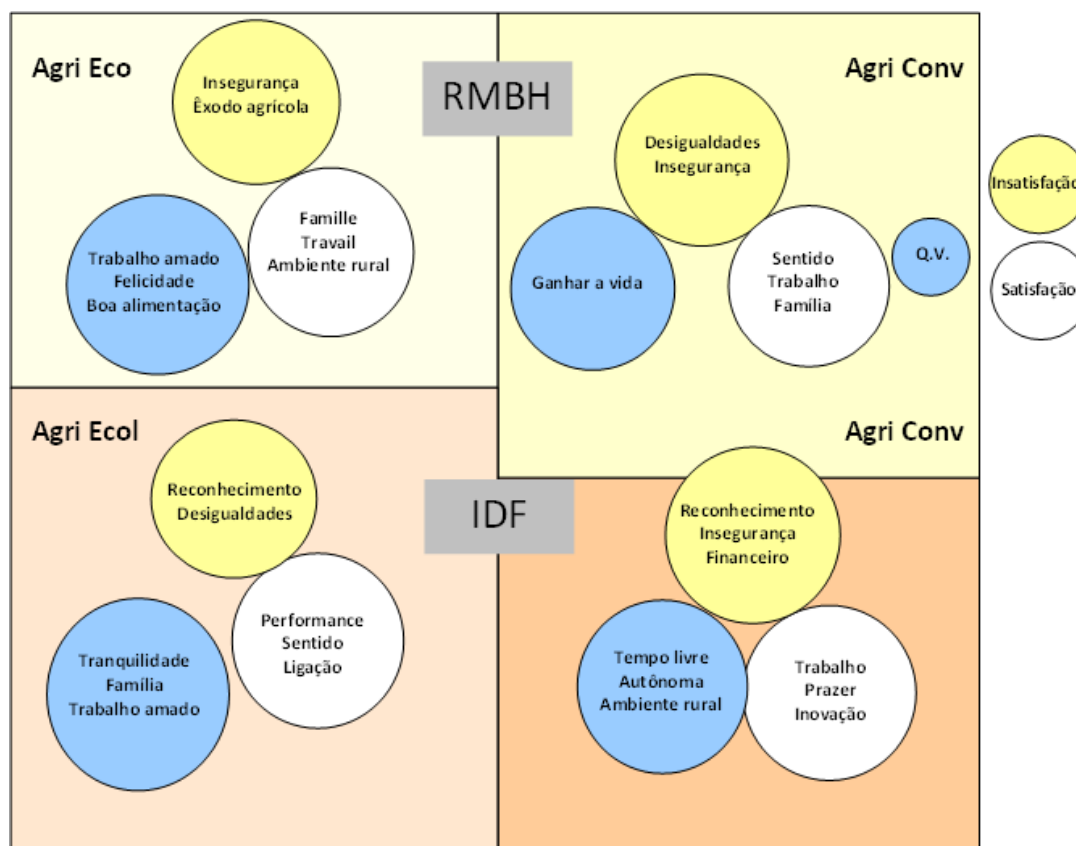 Agri Eco
Insegurança
Êxodo agrícola
Trabalho amado
Felicidade
Boa alimentação
Famille
Travail
Ambiente rural
RMBH
Agri Conv
Desigualdades
Insegurança
Ganhar a vida
Sentido
Trabalho
Família
Q.V.
Insatisfação
Satisfação
Agri Ecol
Reconhecimento
Desigualdades
Tranquilidade
Família
Trabalho amado
Performance
Sentido
Ligação
IDF
Agri Conv
Reconhecimento
Insegurança
Financeiro
Tempo livre
Autônoma
Ambiente rural
Trabalho
Prazer
Inovação